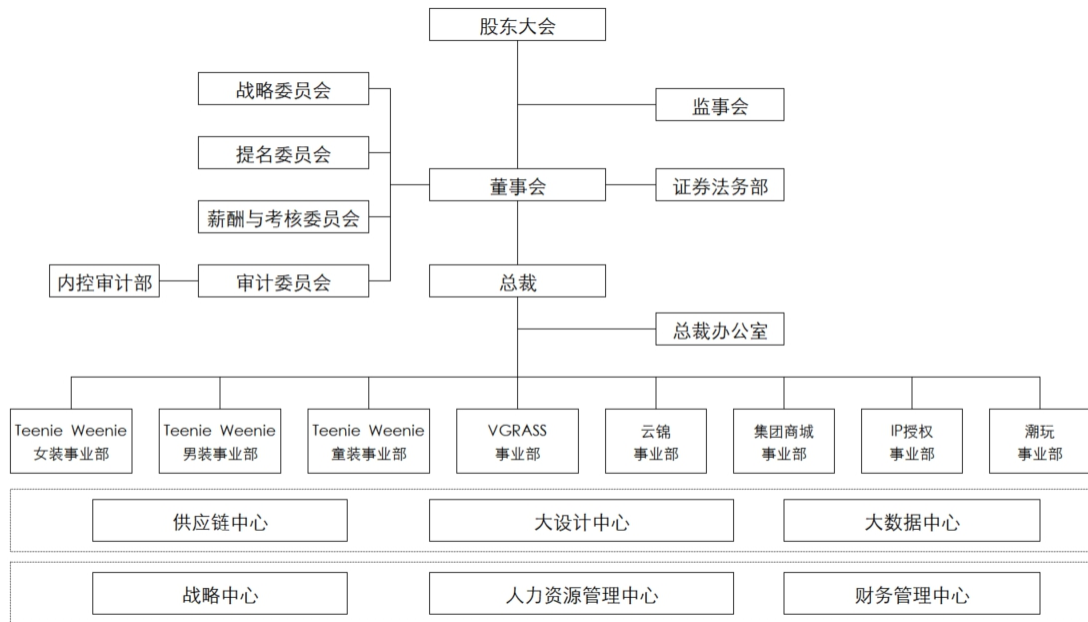 股东大会
战略委员会
监事会
提名委员会
董事会
证券法务部
薪酬与考核委员会
内控审计部
审计委员会
总裁
总裁办公室
Teenie Weenie
女装事业部
Teenie Weenie
男装事业部
Teenie Weenie
童装事业部
VGRASS
事业部
云锦
事业部
集团商城
事业部
IP授权
事业部
潮玩
事业部
供应链中心
大设计中心
大数据中心
战略中心
人力资源管理中心
财务管理中心